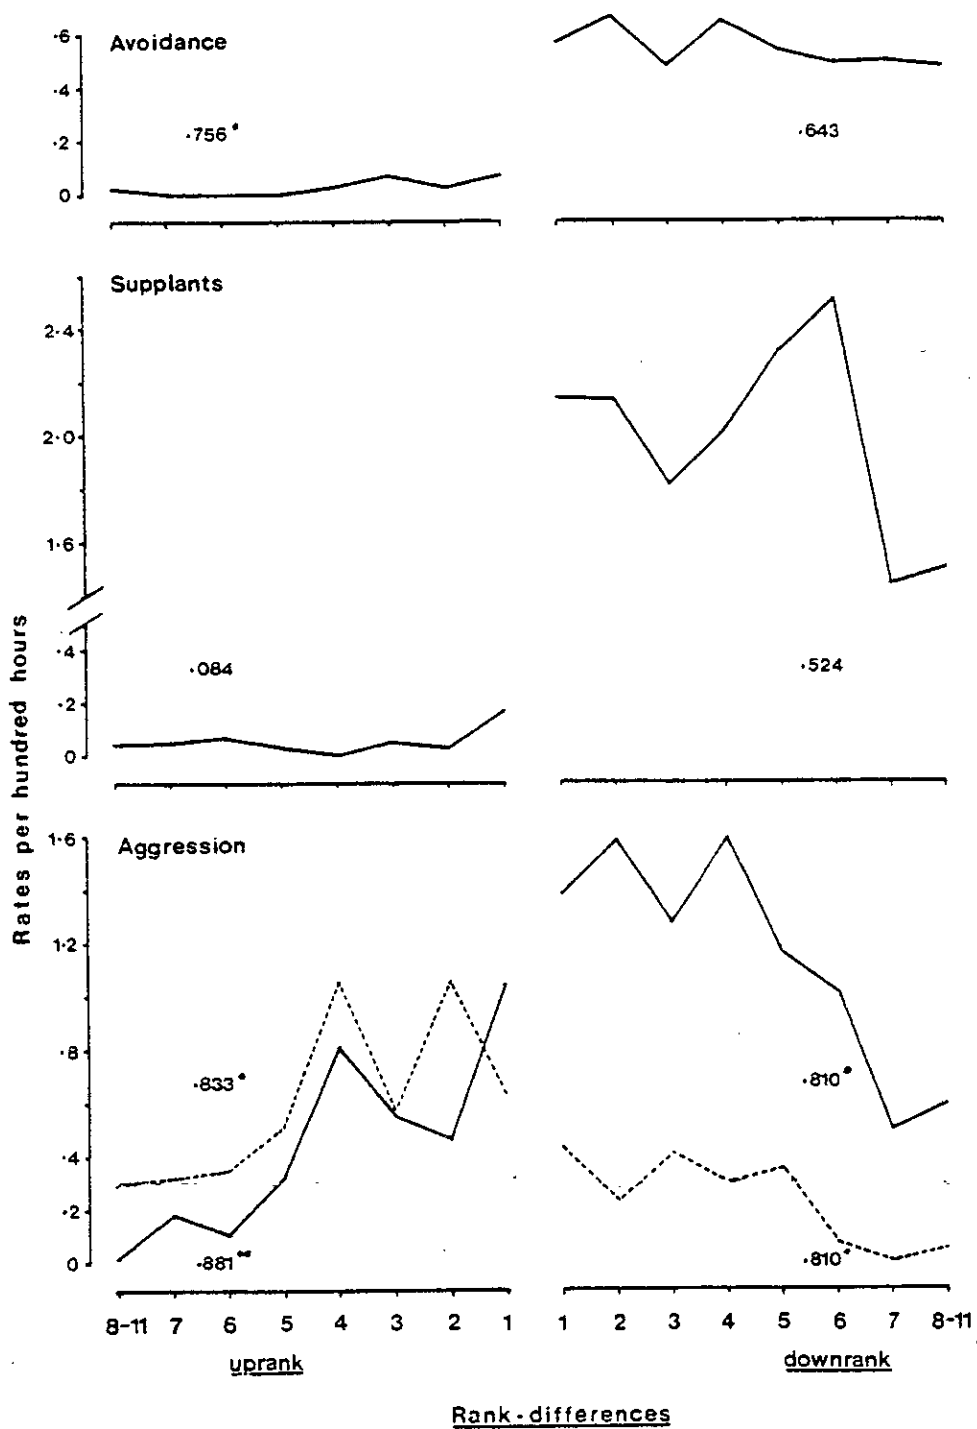 .6
Avoidance
.4
.756*
.643
.2
0
Supplants
2.4
2.0
1.6
.4
.084
.524
.2
0
Rates per hundred hours
1.6
Aggression
1.2
.8
.833*
.810*
.4
.2
0
.881**
.810*
8-11 7 6 5 4 3 2 1
1 2 3 4 5 6 7 8-11
uprank
downrank
Rank-differences